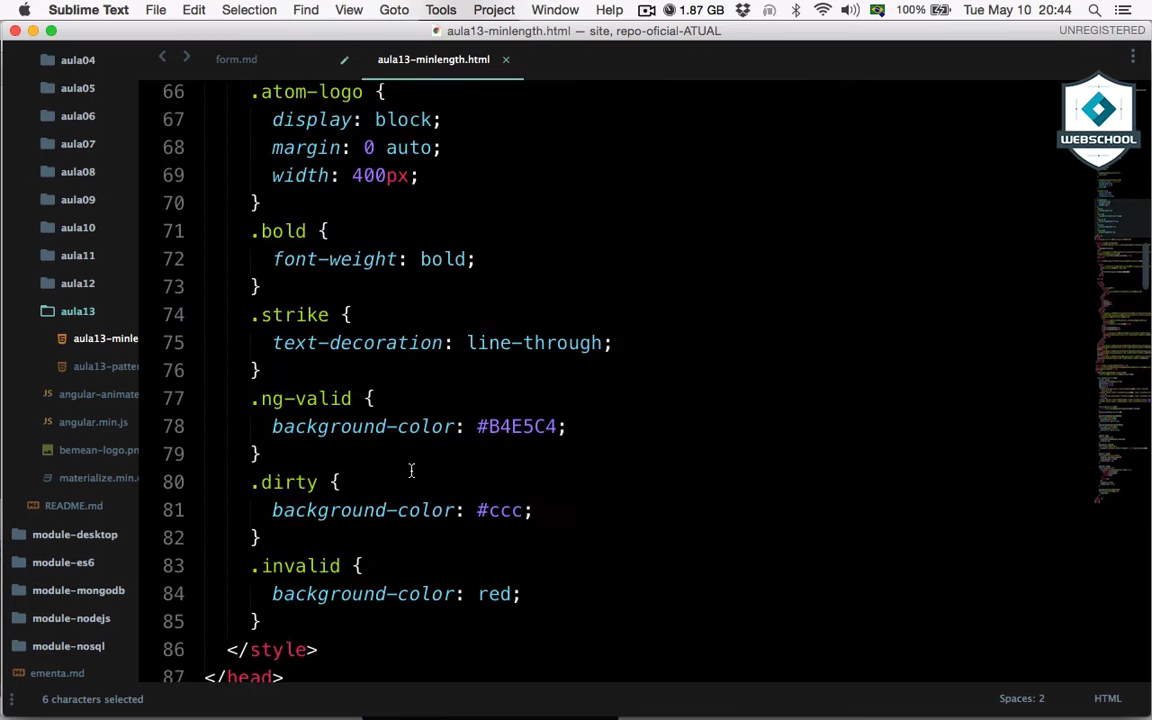 Sublime Text File Edit Selection Find View Goto Tools Project Window Help 1.87 GB 100% Tue May 10 20:44
aula13-minlength.html — site, repo-oficial-ATUAL UNREGISTERED
form.md aula13-minlength.html
WEBSCHOOL
aula04
aula05
aula06
aula07
aula08
aula09
aula10
aula11
aula12
aula13
aula13-minle
aula13-patte
JS angular-animate
JS angular.min.js
bemean-logo.pn
materialize.min.
README.md
module-desktop
module-es6
module-mongodb
module-nodejs
module-nosql
ementa.md
66 .atom-logo {
67 display: block;
68 margin: 0 auto;
69 width: 400px;
70 }
71 .bold {
72 font-weight: bold;
73 }
74 .strike {
75 text-decoration: line-through;
76 }
77 .ng-valid {
78 background-color: #B4E5C4;
79 }
80 .dirty {
81 background-color: #ccc;
82 }
83 .invalid {
84 background-color: red;
85 }
86 </style>
87 </head>
6 characters selected Spaces: 2 HTML